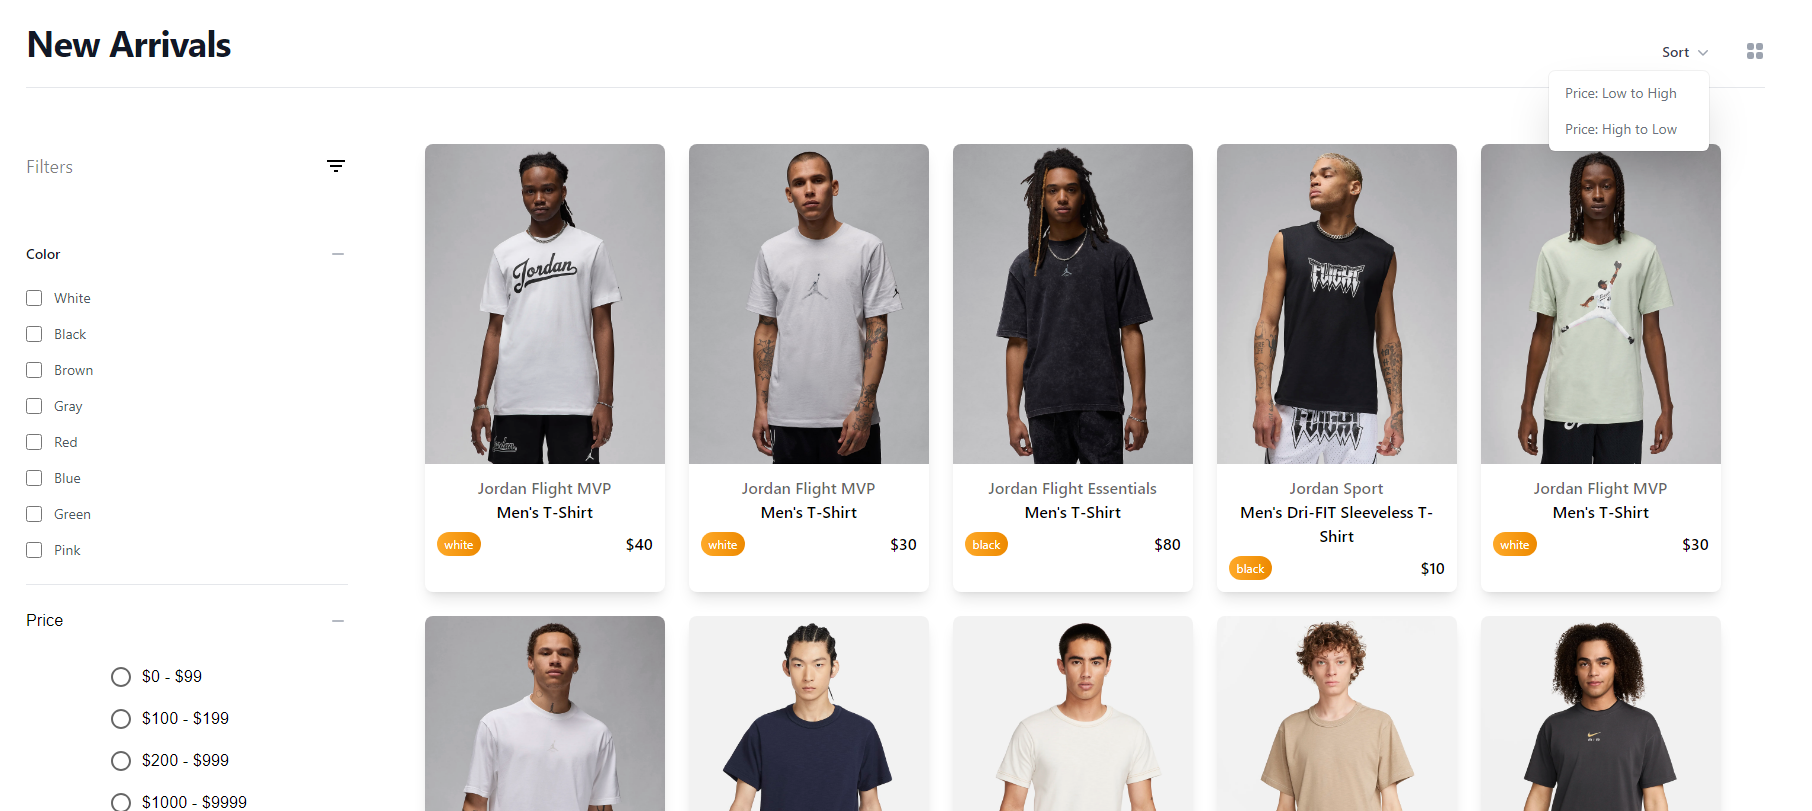 New Arrivals
Sort
Price: Low to High
Price: High to Low
Filters
Color
White
Black
Brown
Gray
Red
Blue
Green
Pink
Price
$0 - $99
$100 - $199
$200 - $999
$1000 - $9999
Jordan
Jordan Flight MVP
Men's T-Shirt
white
$40
Jordan Flight MVP
Men's T-Shirt
white
$30
Jordan Flight Essentials
Men's T-Shirt
black
$80
FLIGHT
FLIGHT
Jordan Sport
Men's Dri-FIT Sleeveless T-
Shirt
black
$10
Jordan Flight MVP
Men's T-Shirt
white
$30